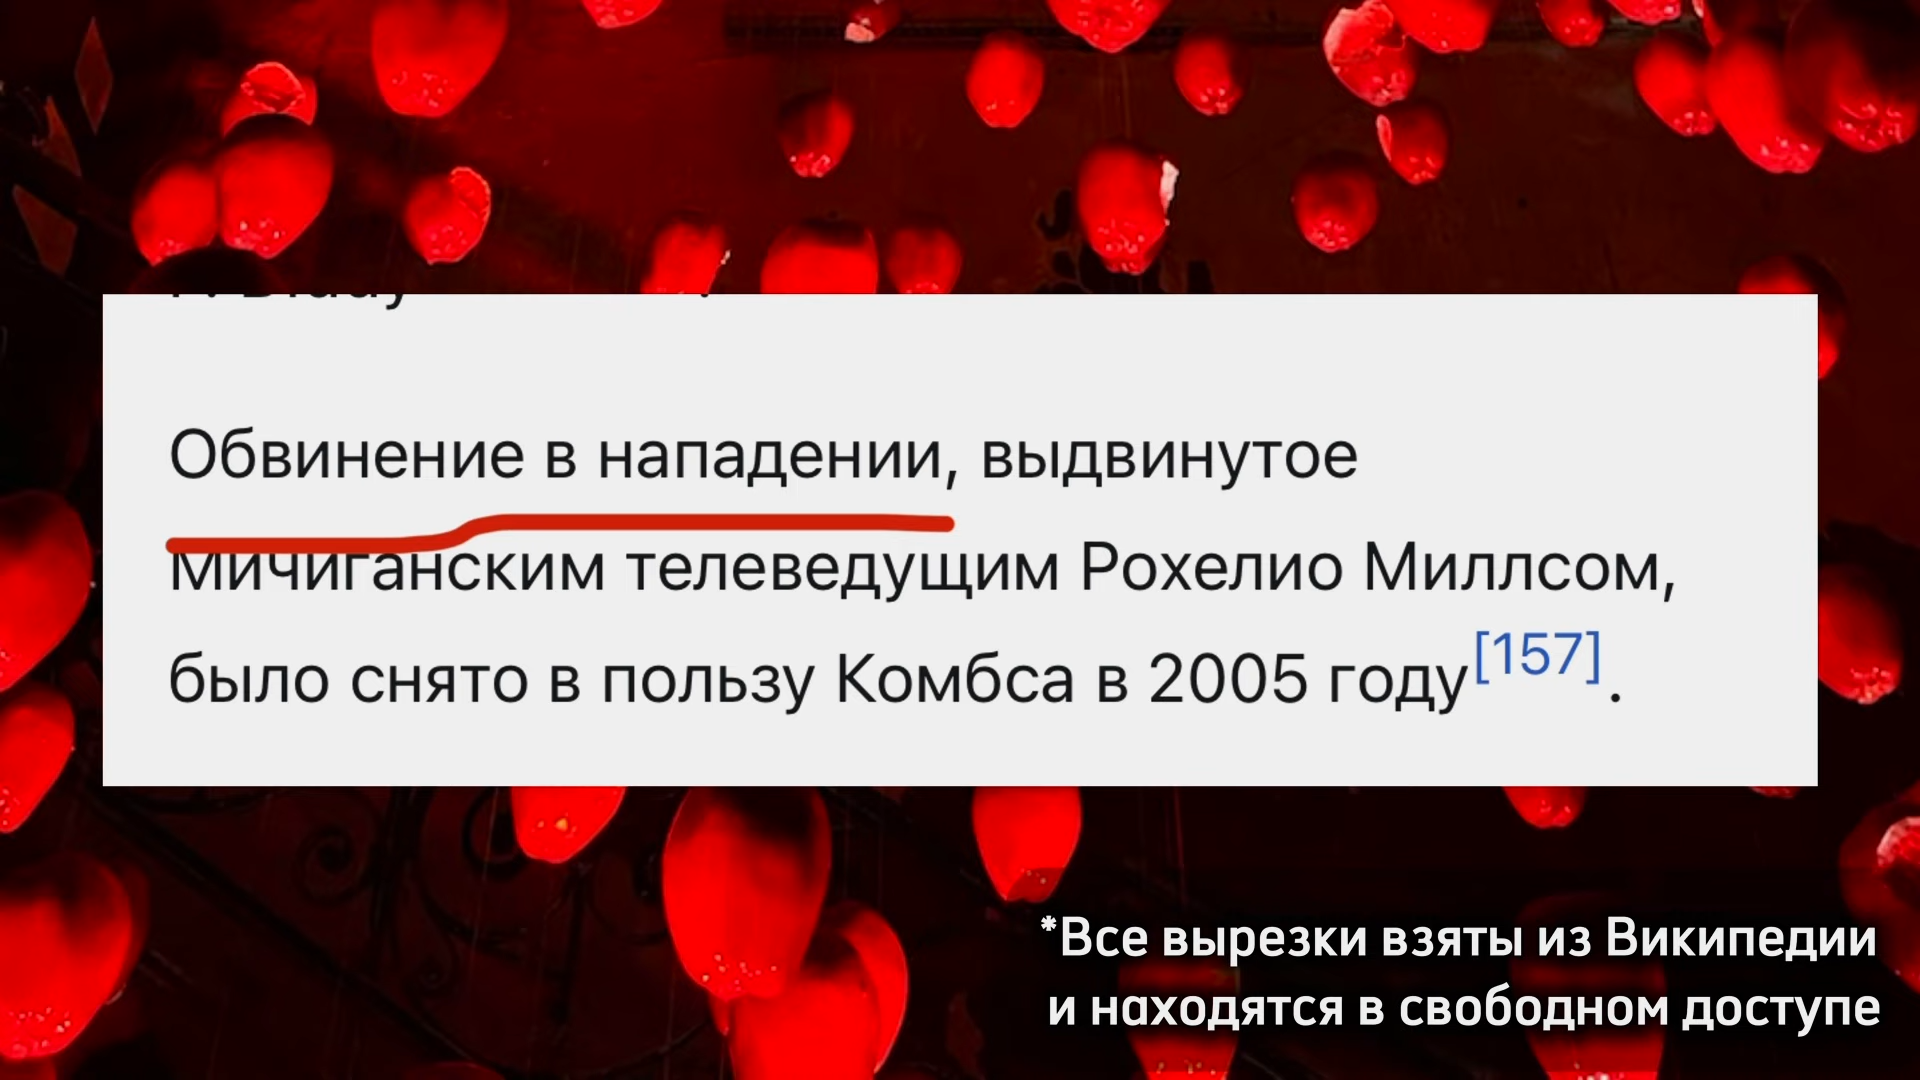 Обвинение в нападении, выдвинутое
Мичиганским телеведущим Рохелио Миллсом,
было снято в пользу Комбса в 2005 году[157].
*Все вырезки взяты из Википедии
и находятся в свободном доступе